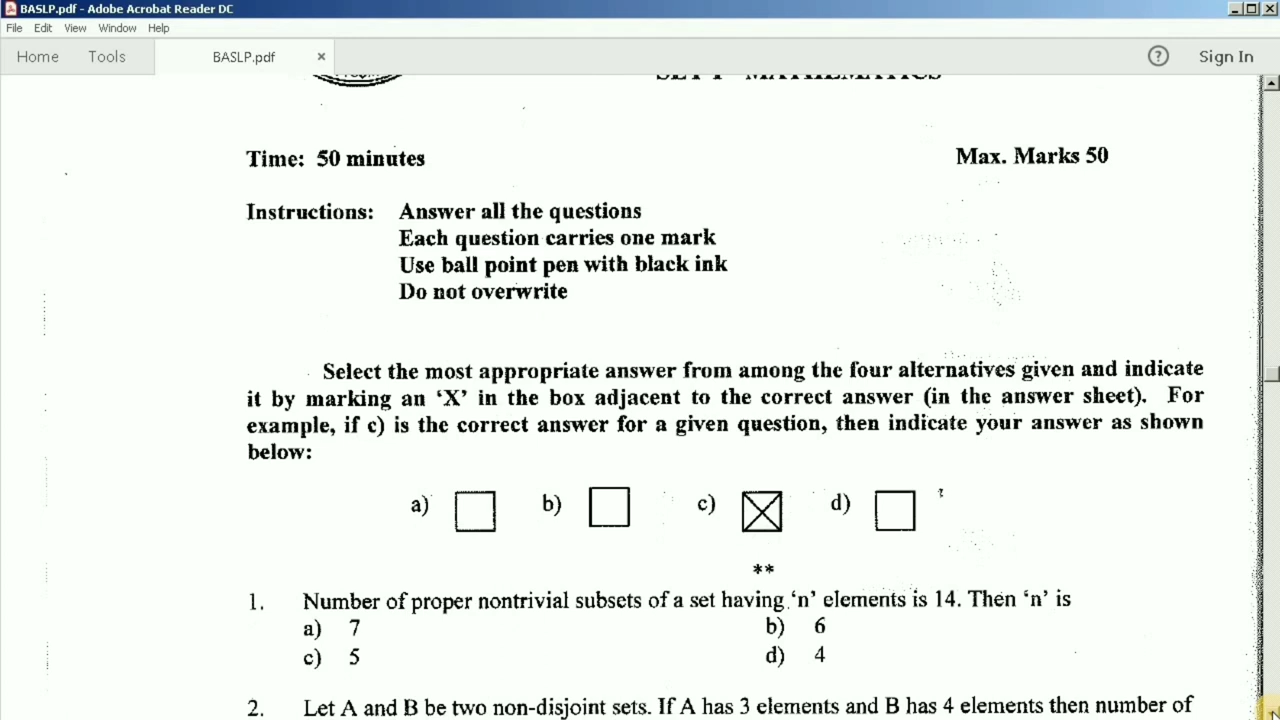 BASLP.pdf - Adobe Acrobat Reader DC
File Edit View Window Help
Home Tools BASLP.pdf × ? Sign In
MATHEMATICS
Time: 50 minutes Max. Marks 50
Instructions: Answer all the questions
Each question carries one mark
Use ball point pen with black ink
Do not overwrite
Select the most appropriate answer from among the four alternatives given and indicate
it by marking an ‘X’ in the box adjacent to the correct answer (in the answer sheet). For
example, if c) is the correct answer for a given question, then indicate your answer as shown
below:
a) b) c) d)
**
1. Number of proper nontrivial subsets of a set having ‘n’ elements is 14. Then ‘n’ is
a) 7 b) 6
c) 5 d) 4
2. Let A and B be two non-disjoint sets. If A has 3 elements and B has 4 elements then number of